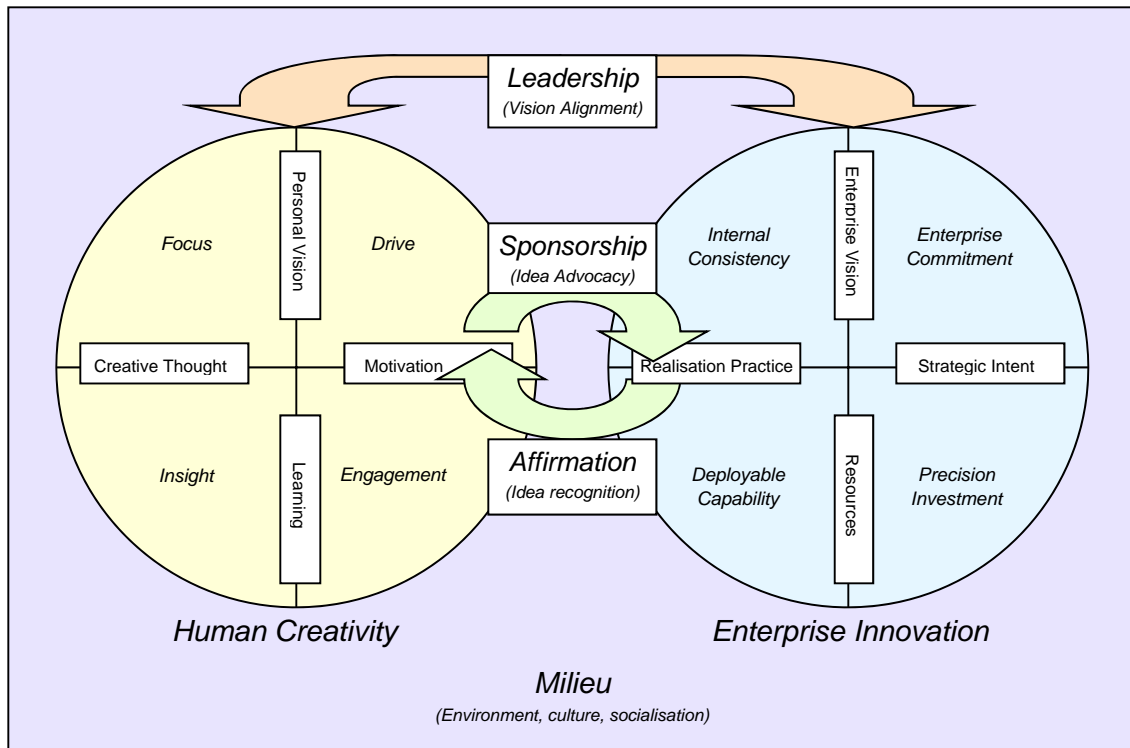 Leadership
(Vision Alignment)
Personal Vision
Enterprise Vision
Focus
Drive
Sponsorship
(Idea Advocacy)
Internal
Consistency
Enterprise
Commitment
Creative Thought
Motivation
Realisation Practice
Strategic Intent
Insight
Learning
Engagement
Affirmation
(Idea recognition)
Deployable
Capability
Resources
Precision
Investment
Human Creativity
Enterprise Innovation
Milieu
(Environment, culture, socialisation)